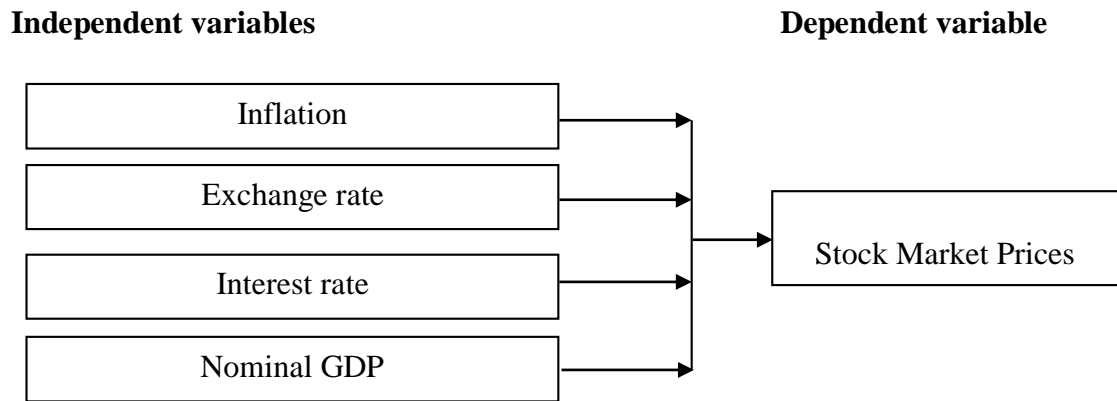 Independent variables
Dependent variable
Inflation
Exchange rate
Interest rate
Nominal GDP
Stock Market Prices